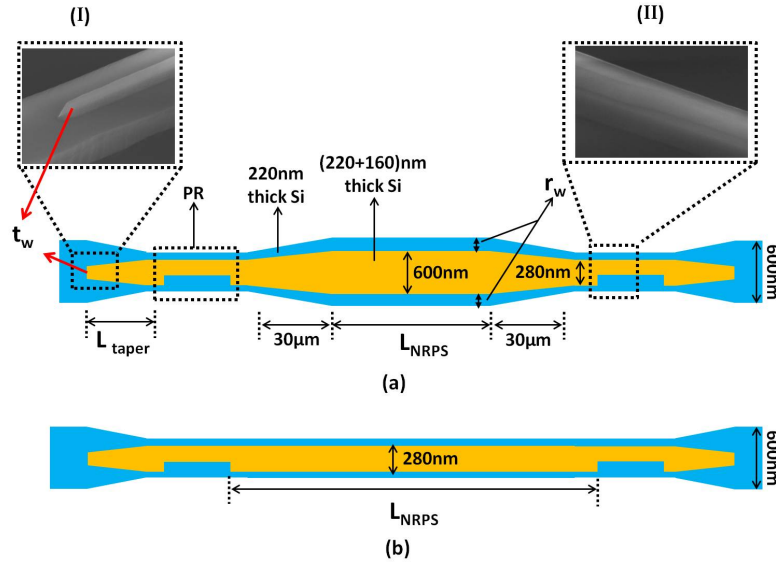 (I)
(II)
220nm
thick Si
(220+160)nm
thick Si
PR
r_w
t_w
600nm
280nm
600nm
L taper
30µm
L_NRPS
30µm
(a)
280nm
600nm
L_NRPS
(b)